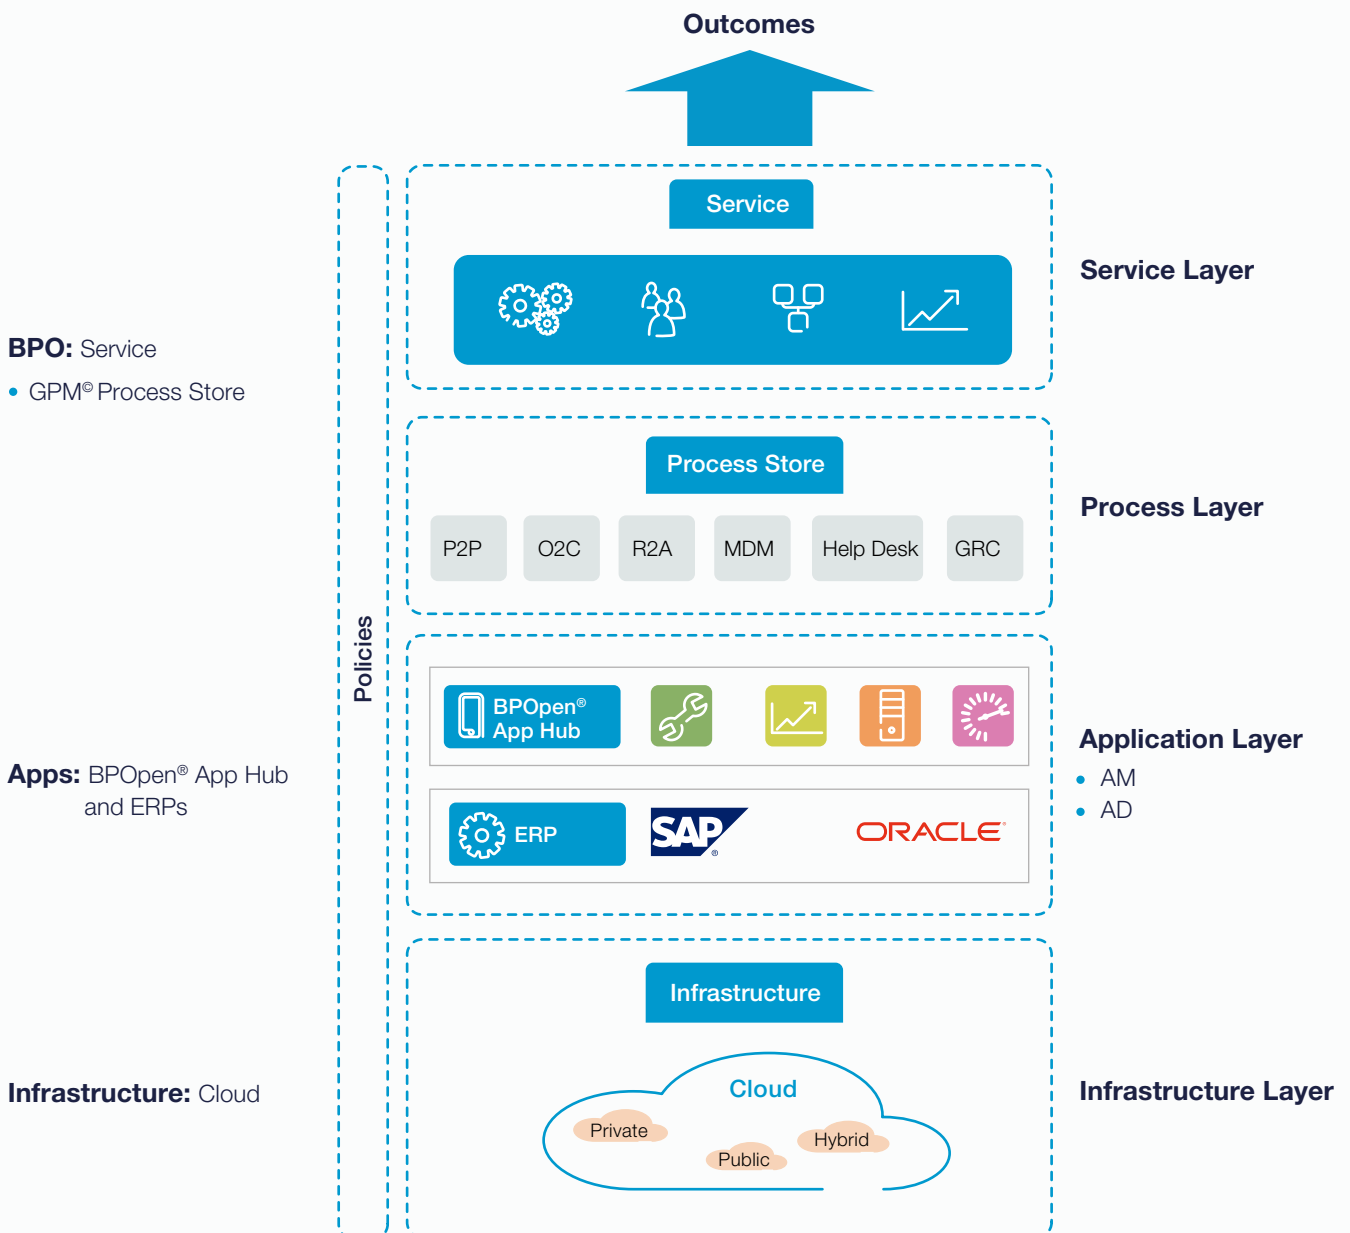 Outcomes
Service
Service Layer
BPO: Service
• GPM© Process Store
Process Store
Process Layer
P2P
O2C
R2A
MDM
Help Desk
GRC
Policies
BPOpen®
App Hub
Application Layer
• AM
• AD
Apps: BPOpen® App Hub
and ERPs
ERP
SAP®
ORACLE®
Infrastructure
Infrastructure: Cloud
Infrastructure Layer
Cloud
Private
Public
Hybrid